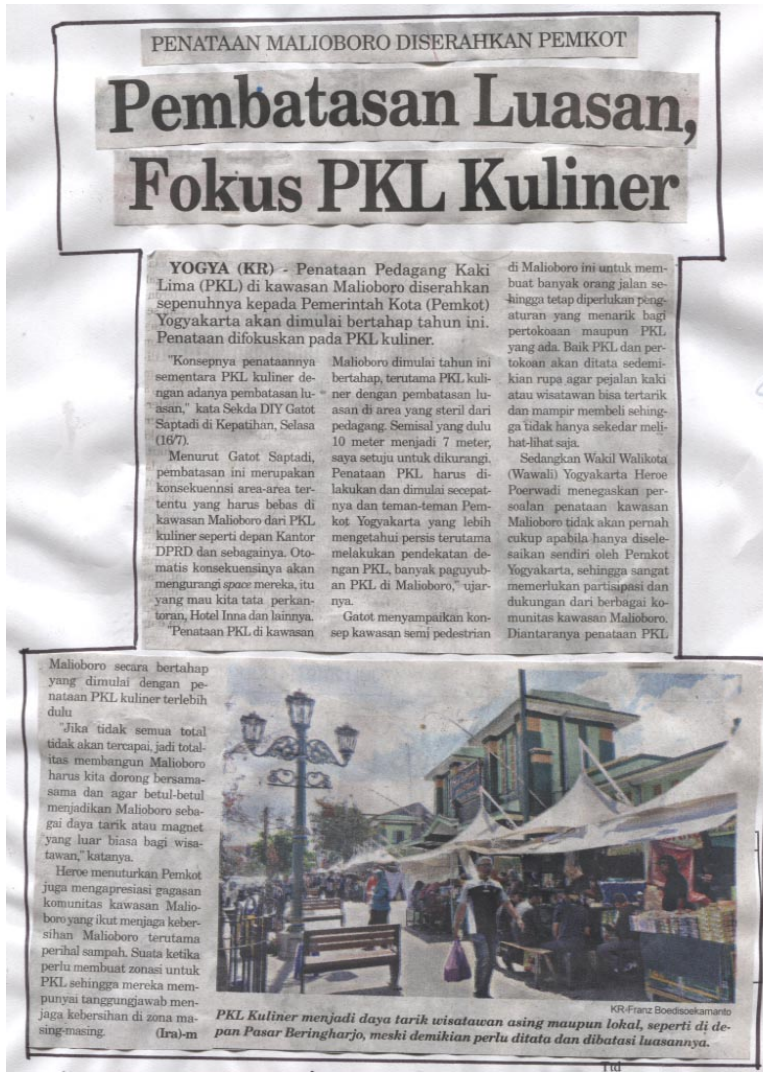 PENATAAN MALIOBORO DISERAHKAN PEMKOT
Pembatasan Luasan,
Fokus PKL Kuliner
YOGYA (KR) - Penataan Pedagang Kaki
Lima (PKL) di kawasan Malioboro diserahkan
sepenuhnya kepada Pemerintah Kota (Pemkot)
Yogyakarta akan dimulai bertahap tahun ini.
Penataan difokuskan pada PKL kuliner.
"Konsepnya penataannya
sementara PKL kuliner de-
ngan adanya pembatasan lu-
asan," kata Sekda DIY Gatot
Saptadi di Kepatihan, Selasa
(16/7).
Menurut Gatot Saptadi,
pembatasan ini merupakan
konsekuennsi area-area ter-
tentu yang harus bebas di
kawasan Malioboro dari PKL
kuliner seperti depan Kantor
DPRD dan sebagainya. Oto-
matis konsekuensinya akan
mengurangi space mereka, itu
yang mau kita tata perkan-
toran, Hotel Inna dan lainnya.
"Penataan PKL di kawasan
Malioboro dimulai tahun ini
bertahap, terutama PKL kuli-
ner dengan pembatasan lu-
asan di area yang steril dari
pedagang. Semisal yang dulu
10 meter menjadi 7 meter,
saya setuju untuk dikurangi.
Penataan PKL harus di-
lakukan dan dimulai secepat-
nya dan teman-teman Pem-
kot Yogyakarta yang lebih
mengetahui persis terutama
melakukan pendekatan de-
ngan PKL, banyak paguyub-
an PKL di Malioboro," ujar-
nya.
Gatot menyampaikan kon-
sep kawasan semi pedestrian
di Malioboro ini untuk mem-
buat banyak orang jalan se-
hingga tetap diperlukan peng-
aturan yang menarik bagi
pertokoaan maupun PKL
yang ada. Baik PKL dan per-
tokoan akan ditata sedemi-
kian rupa agar pejalan kaki
atau wisatawan bisa tertarik
dan mampir membeli sehing-
ga tidak hanya sekedar meli-
hat-lihat saja.
Sedangkan Wakil Walikota
(Wawali) Yogyakarta Heroe
Poerwadi menegaskan per-
soalan penataan kawasan
Malioboro tidak akan pernah
cukup apabila hanya disele-
saikan sendiri oleh Pemkot
Yogyakarta, sehingga sangat
memerlukan partisipasi dan
dukungan dari berbagai ko-
munitas kawasan Malioboro.
Diantaranya penataan PKL
Malioboro secara bertahap
yang dimulai dengan pe-
nataan PKL kuliner terlebih
dulu
"Jika tidak semua total
tidak akan tercapai, jadi total-
itas membangun Malioboro
harus kita dorong bersama-
sama dan agar betul-betul
menjadikan Malioboro seba-
gai daya tarik atau magnet
yang luar biasa bagi wisa-
tawan," katanya.
Heroe menuturkan Pemkot
juga mengapresiasi gagasan
komunitas kawasan Malio-
boro yang ikut menjaga keber-
sihan Malioboro terutama
perihal sampah. Suata ketika
perlu membuat zonasi untuk
PKL sehingga mereka mem-
punyai tanggungjawab men-
jaga kebersihan di zona ma-
sing-masing. (Ira)-m
KR-Franz Boedisoekamanto
PKL Kuliner menjadi daya tarik wisatawan asing maupun lokal, seperti di de-
pan Pasar Beringharjo, meski demikian perlu ditata dan dibatasi luasannya.
Ttd